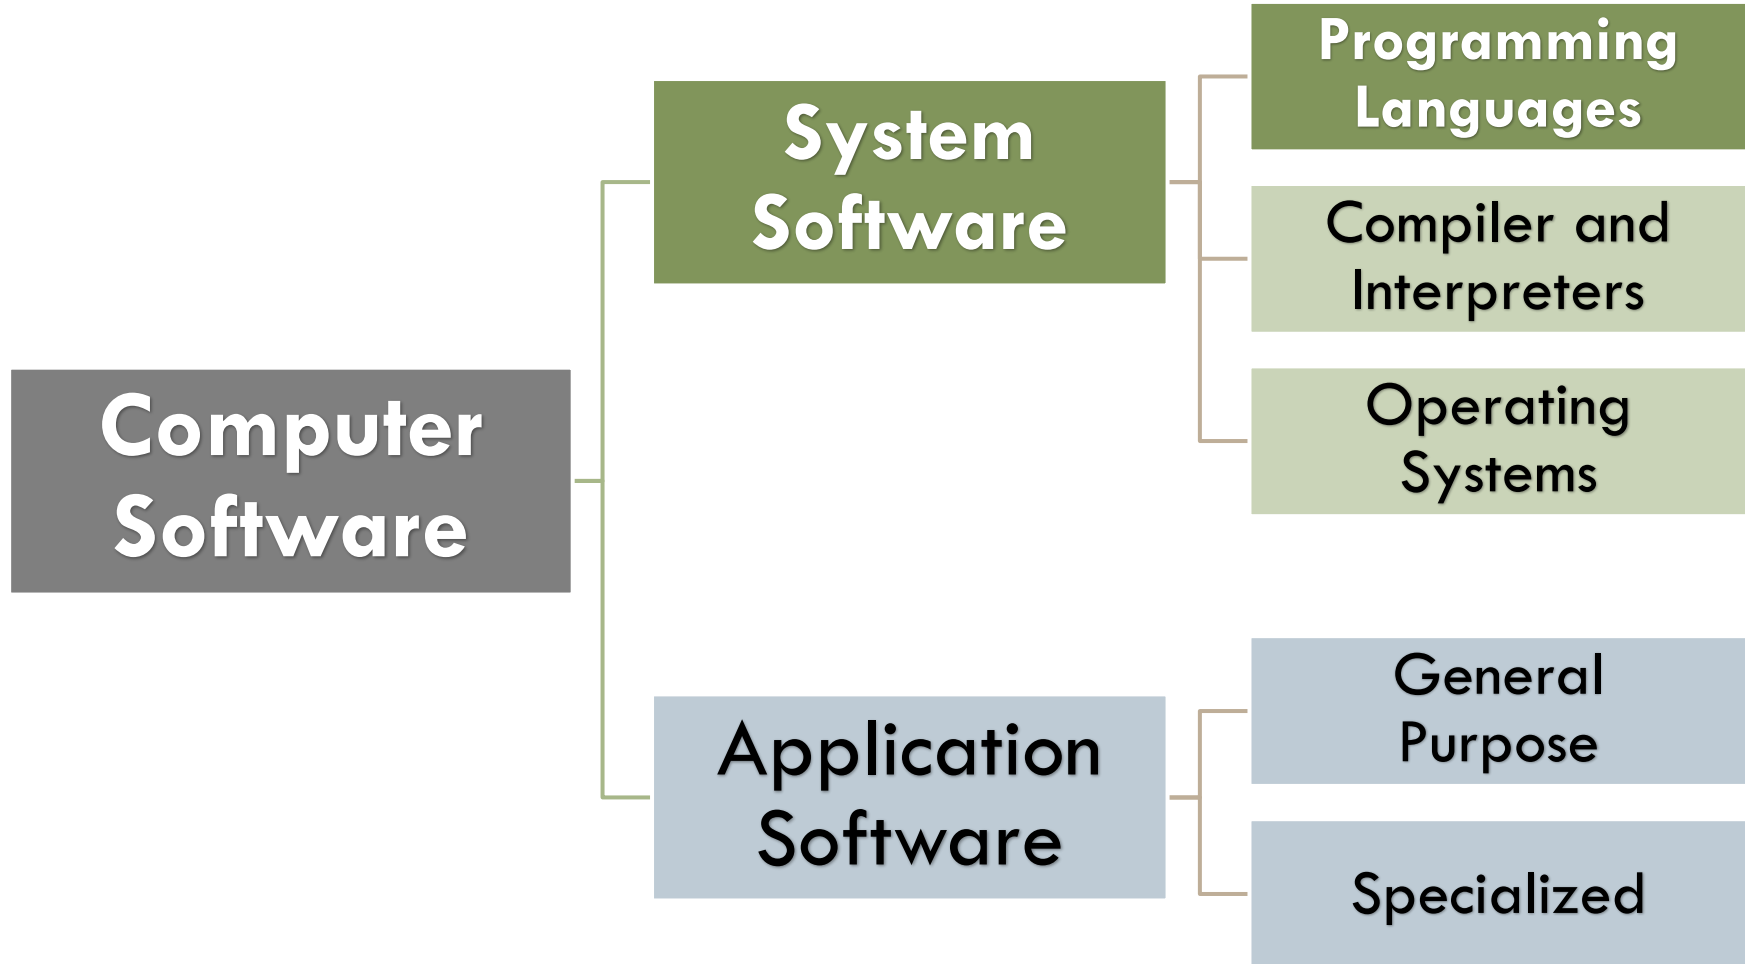 Computer
Software
System
Software
Programming
Languages
Compiler and
Interpreters
Operating
Systems
Application
Software
General
Purpose
Specialized